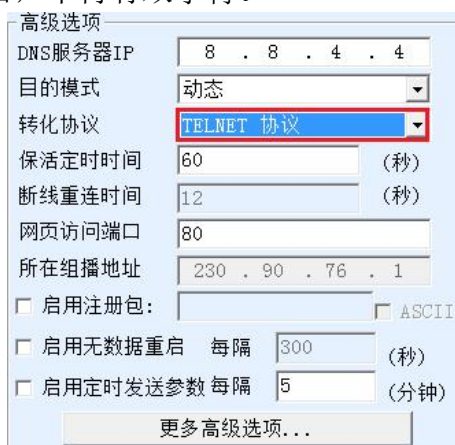 高级选项
DNS服务器IP 8 . 8 . 4 . 4
目的模式 动态
转化协议 TELNET 协议
保活定时时间 60 (秒)
断线重连时间 12 (秒)
网页访问端口 80
所在组播地址 230 . 90 . 76 . 1
启用注册包: ASCII
启用无数据重启 每隔 300 (秒)
启用定时发送参数 每隔 5 (分钟)
更多高级选项...